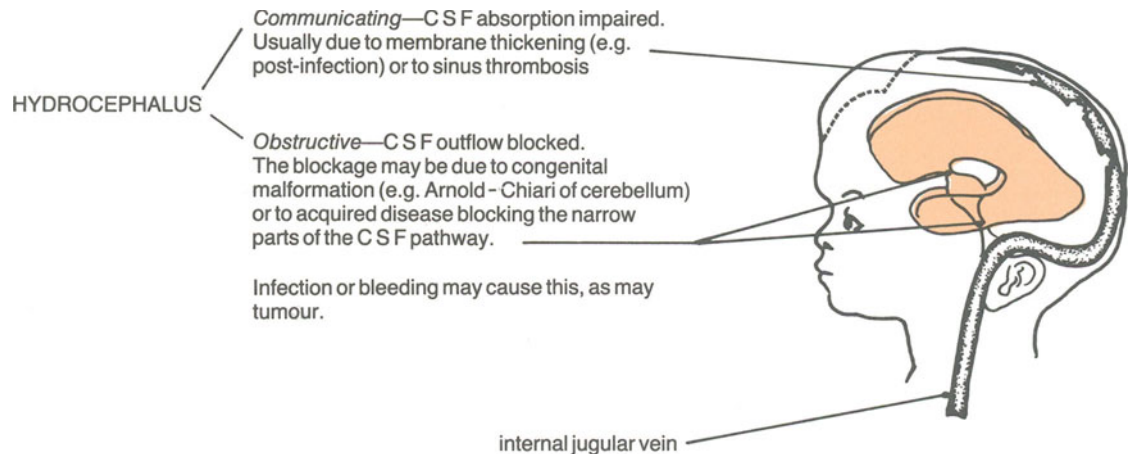 Communicating—C S F absorption impaired.
Usually due to membrane thickening (e.g.
post-infection) or to sinus thrombosis
HYDROCEPHALUS
Obstructive—C S F outflow blocked.
The blockage may be due to congenital
malformation (e.g. Arnold-Chiari of cerebellum)
or to acquired disease blocking the narrow
parts of the C S F pathway.
Infection or bleeding may cause this, as may
tumour.
internal jugular vein